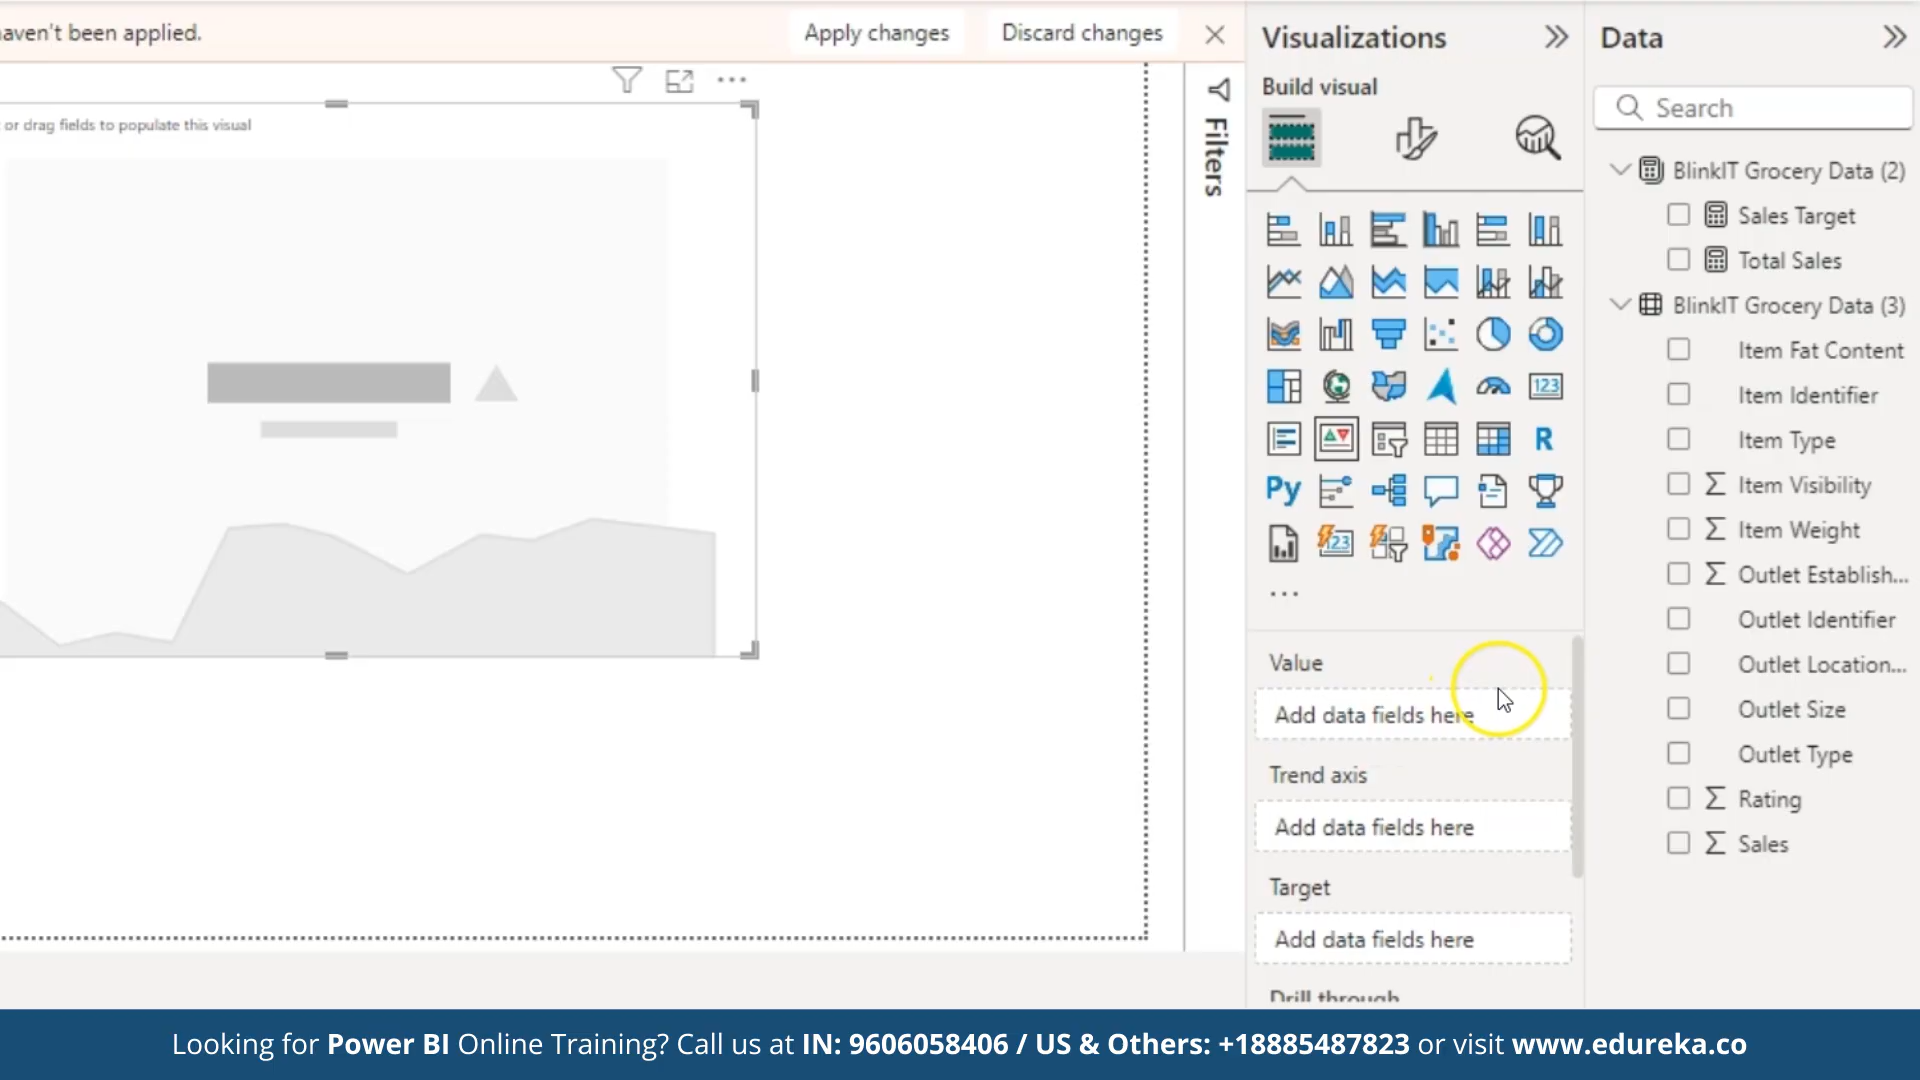 aven't been applied.
Apply changes
Discard changes
or drag fields to populate this visual
Filters
Visualizations
Build visual
123
R
Py
123
Value
Add data fields here
Trend axis
Add data fields here
Target
Add data fields here
Drill through
Data
Search
BlinkIT Grocery Data (2)
Sales Target
Total Sales
BlinkIT Grocery Data (3)
Item Fat Content
Item Identifier
Item Type
Item Visibility
Item Weight
Outlet Establish...
Outlet Identifier
Outlet Location...
Outlet Size
Outlet Type
Rating
Sales
Looking for Power BI Online Training? Call us at IN: 9606058406 / US & Others: +18885487823 or visit www.edureka.co